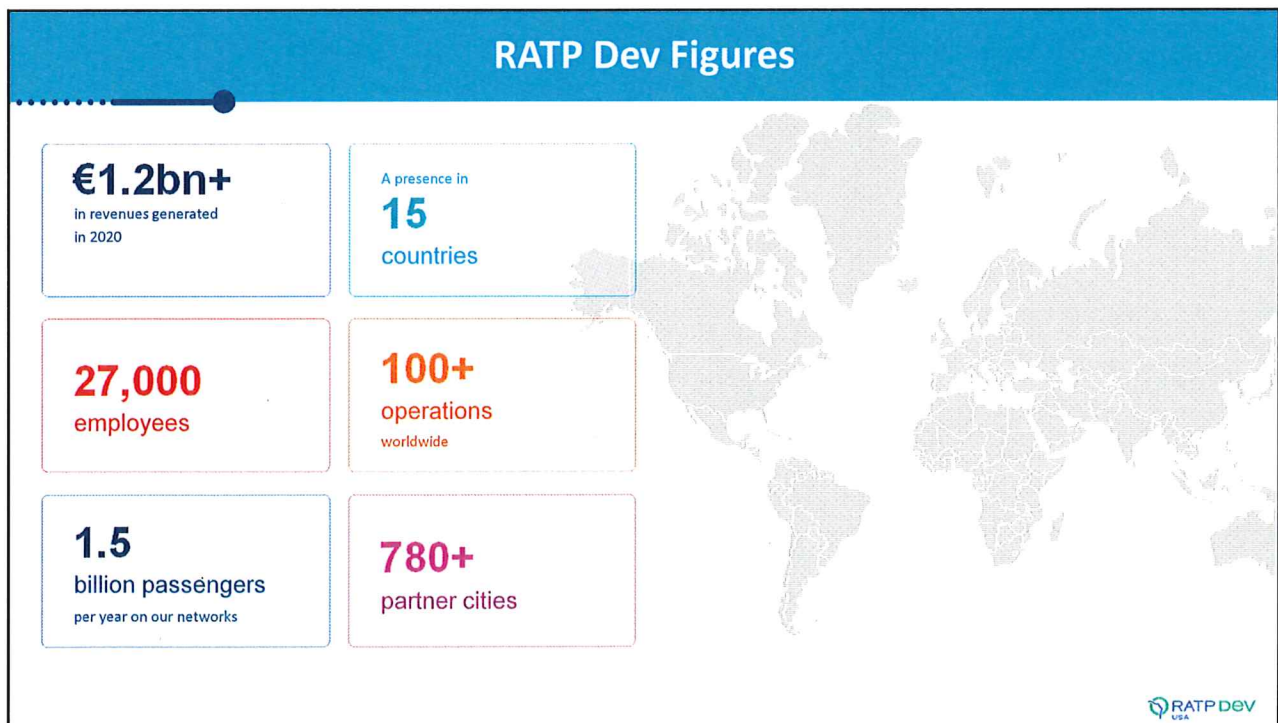 RATP Dev Figures
€1.2bn+
in revenues generated
in 2020
A presence in
15
countries
27,000
employees
100+
operations
worldwide
1.5
billion passengers
per year on our networks
780+
partner cities
RATP DEV
USA